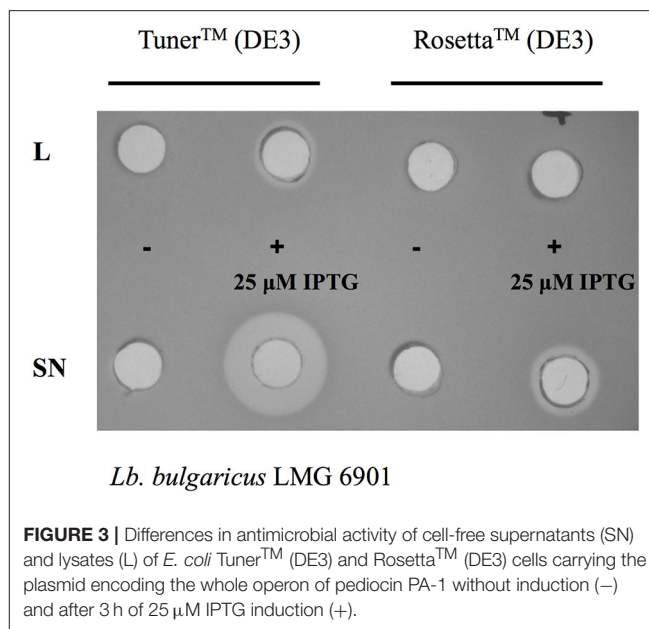 Tuner™ (DE3) Rosetta™ (DE3)
L
- + - +
25 µM IPTG 25 µM IPTG
SN
Lb. bulgaricus LMG 6901
FIGURE 3 | Differences in antimicrobial activity of cell-free supernatants (SN)
and lysates (L) of E. coli Tuner™ (DE3) and Rosetta™ (DE3) cells carrying the
plasmid encoding the whole operon of pediocin PA-1 without induction (−)
and after 3 h of 25 µM IPTG induction (+).